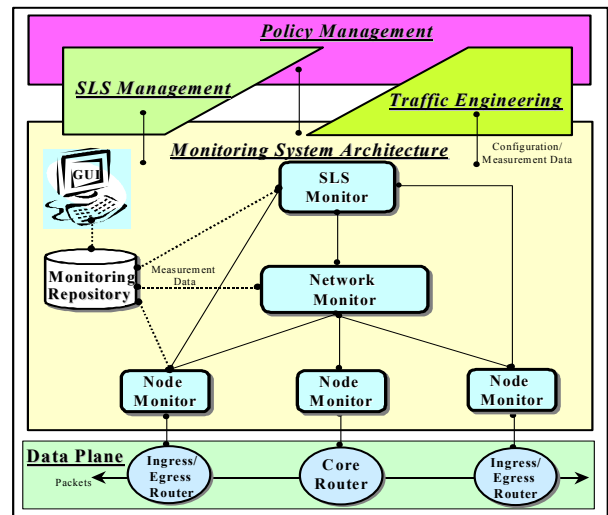 Policy Management
SLS Management
Traffic Engineering
Configuration/
Measurement Data
Monitoring System Architecture
GUI
SLS
Monitor
Monitoring
Repository
Measurement
Data
Network
Monitor
Node
Monitor
Node
Monitor
Node
Monitor
Data Plane
Packets
Ingress/
Egress
Router
Core
Router
Ingress/
Egress
Router